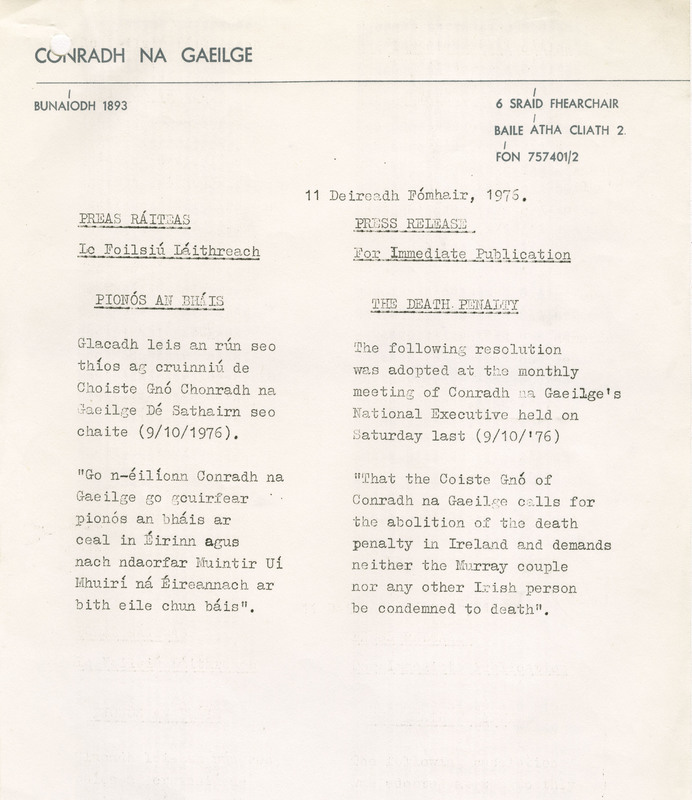 CONRADH NA GAEILGE
BUNAÍODH 1893
6 SRÁID FHEARCHAIR
BAILE ÁTHA CLIATH 2.
FÓN 757401/2
11 Deireadh Fómhair, 1976.
PREAS RÁITEAS
Le Foilsiú Láithreach
PIONÓS AN BHÁIS
Glacadh leis an rún seo
thíos ag cruinniú de
Choiste Gnó Chonradh na
Gaeilge Dé Sathairn seo
chaite (9/10/1976).
"Go n-éilíonn Conradh na
Gaeilge go gcuirfear
pionós an bháis ar
ceal in Éirinn agus
nach ndaorfar Muintir Uí
Mhuirí ná Éireannach ar
bith eile chun báis".
PRESS RELEASE.
For Immediate Publication
THE DEATH PENALTY
The following resolution
was adopted at the monthly
meeting of Conradh na Gaeilge's
National Executive held on
Saturday last (9/10/'76)
"That the Coiste Gnó of
Conradh na Gaeilge calls for
the abolition of the death
penalty in Ireland and demands
neither the Murray couple
nor any other Irish person
be condemned to death".